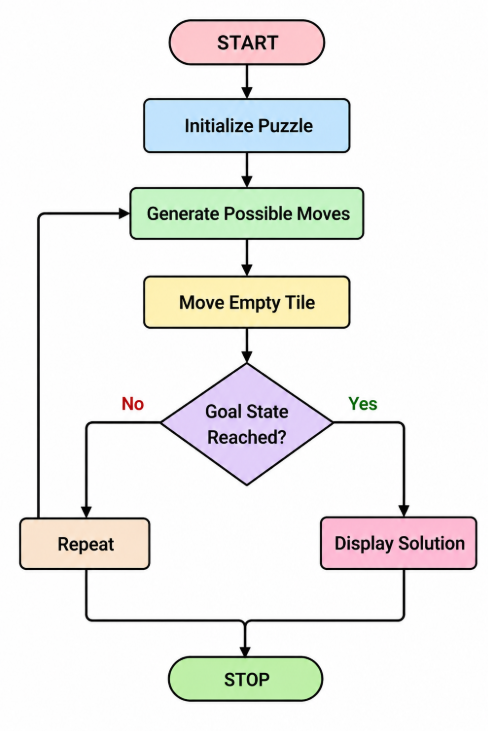 START
Initialize Puzzle
Generate Possible Moves
Move Empty Tile
Goal State
Reached?
No
Yes
Repeat
Display Solution
STOP